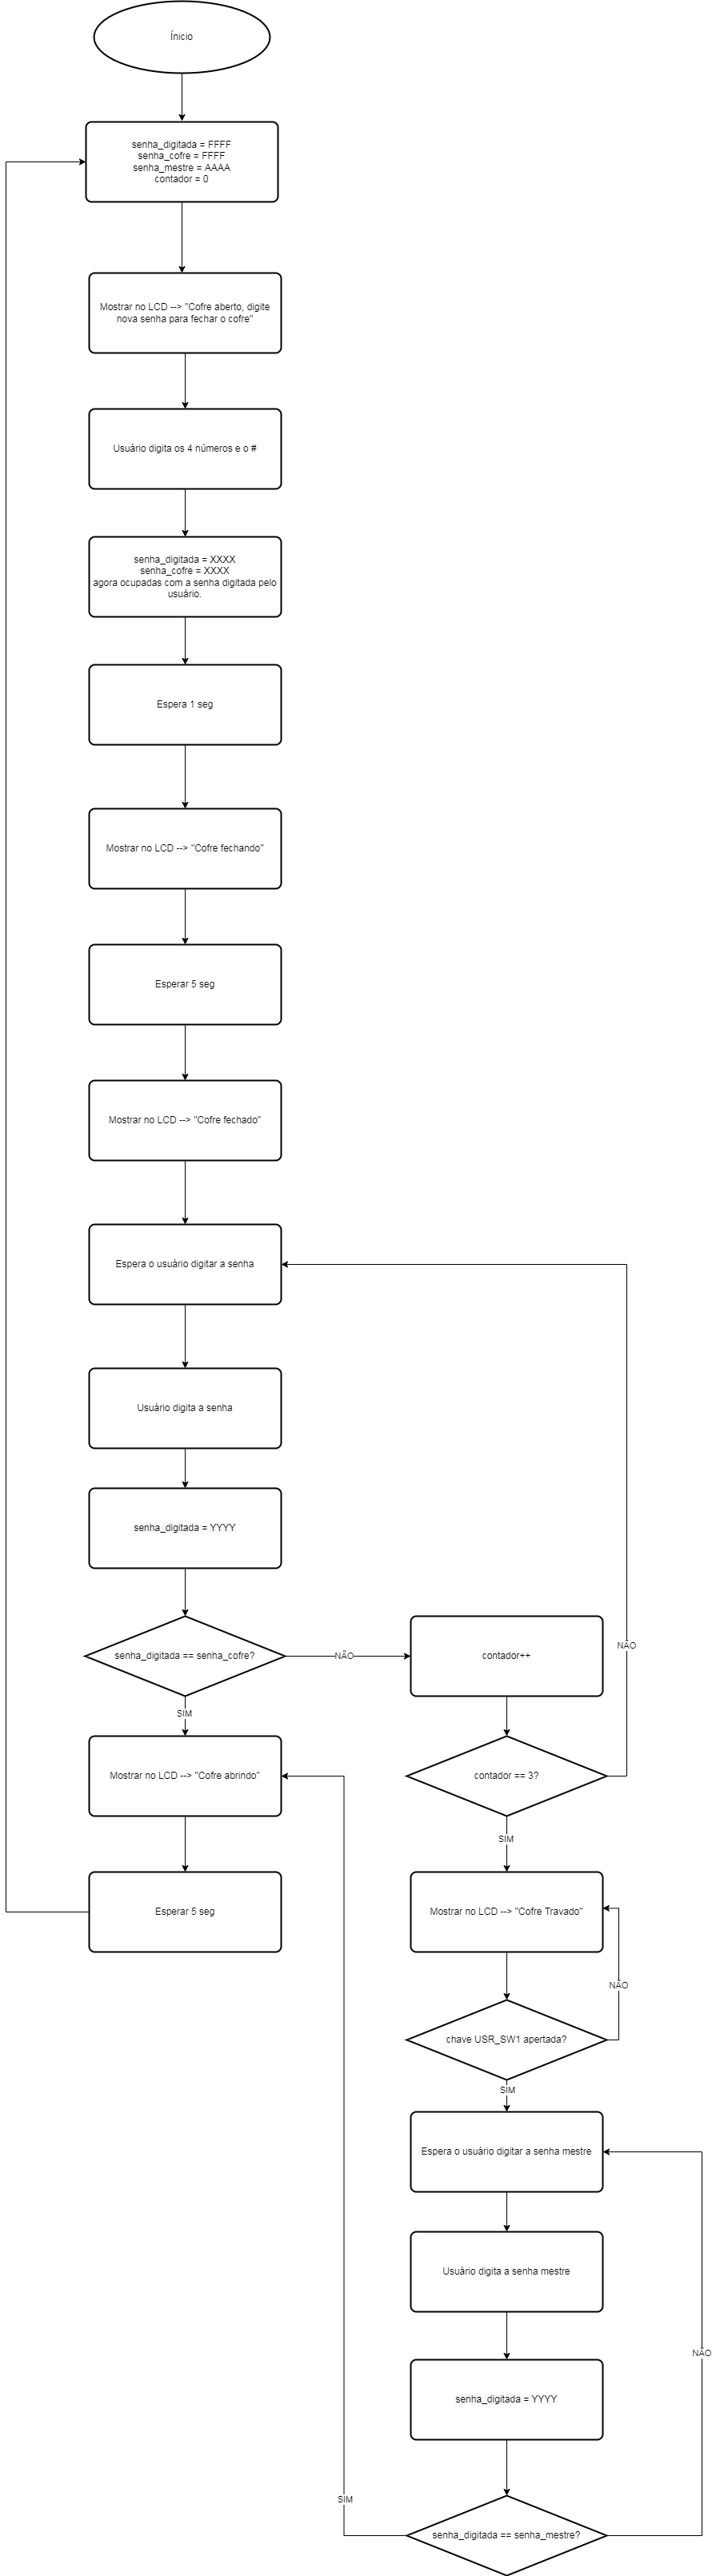 Ínicio
senha_digitada = FFFF
senha_cofre = FFFF
senha_mestre = AAAA
contador = 0
Mostrar no LCD --> "Cofre aberto, digite
nova senha para fechar o cofre"
Usuário digita os 4 números e o #
senha_digitada = XXXX
senha_cofre = XXXX
agora ocupadas com a senha digitada pelo
usuário.
Espera 1 seg
Mostrar no LCD --> "Cofre fechando"
Esperar 5 seg
Mostrar no LCD --> "Cofre fechado"
Espera o usuário digitar a senha
Usuário digita a senha
senha_digitada = YYYY
senha_digitada == senha_cofre?
NÃO
contador++
NÃO
SIM
Mostrar no LCD --> "Cofre abrindo"
contador == 3?
SIM
Esperar 5 seg
Mostrar no LCD --> "Cofre Travado"
NÃO
chave USR_SW1 apertada?
SIM
Espera o usuário digitar a senha mestre
Usuário digita a senha mestre
NÃO
senha_digitada = YYYY
SIM
senha_digitada == senha_mestre?